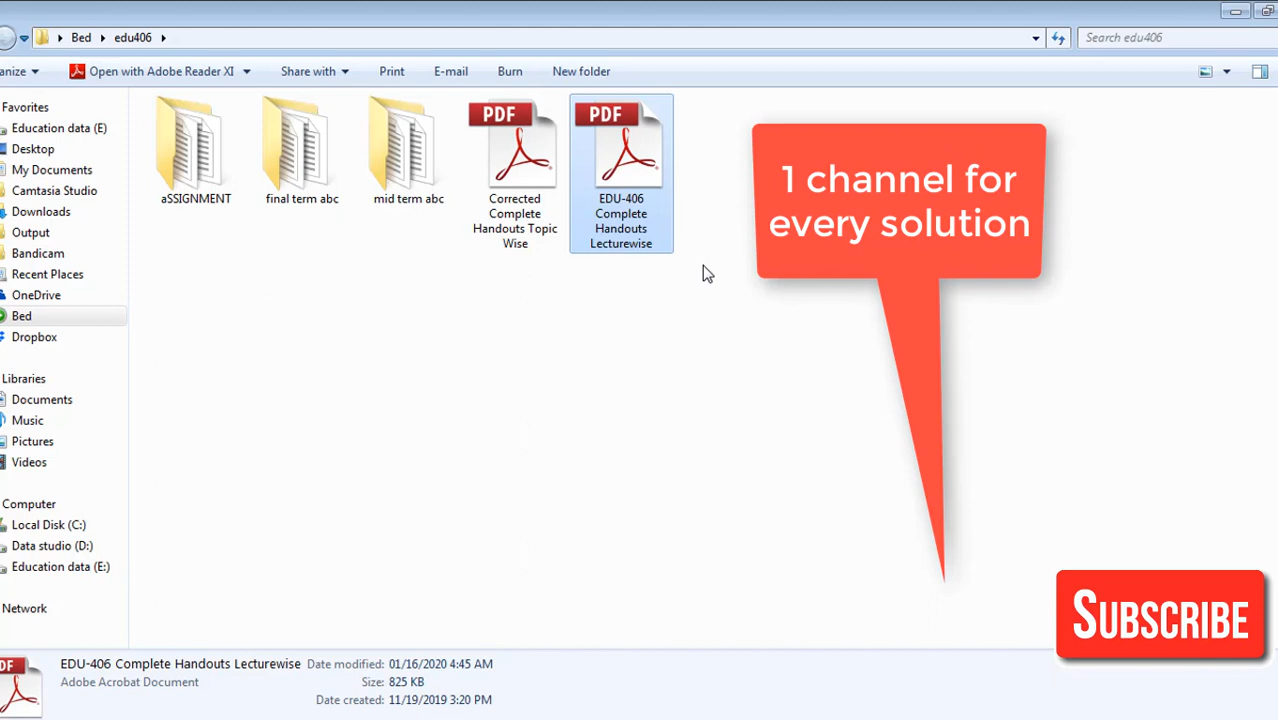 Bed edu406
Search edu406
anize Open with Adobe Reader XI Share with Print E-mail Burn New folder
Favorites
Education data (E)
Desktop
My Documents
Camtasia Studio
Downloads
Output
Bandicam
Recent Places
OneDrive
Bed
Dropbox
Libraries
Documents
Music
Pictures
Videos
Computer
Local Disk (C:)
Data studio (D:)
Education data (E:)
Network
aSSIGNMENT
final term abc
mid term abc
PDF
Corrected
Complete
Handouts Topic
Wise
PDF
EDU-406
Complete
Handouts
Lecturewise
1 channel for
every solution
SUBSCRIBE
DF
EDU-406 Complete Handouts Lecturewise Date modified: 01/16/2020 4:45 AM
Adobe Acrobat Document Size: 825 KB
Date created: 11/19/2019 3:20 PM